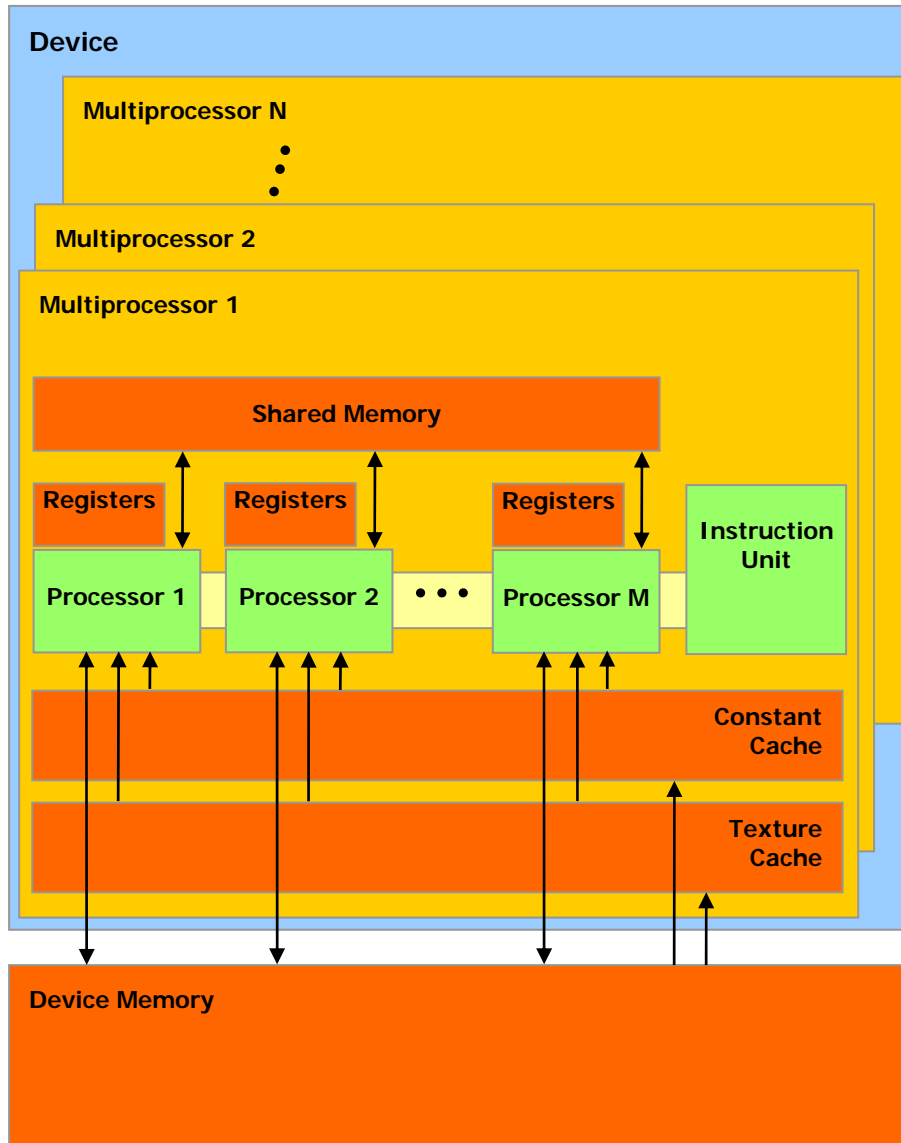 Device
Multiprocessor N
Multiprocessor 2
Multiprocessor 1
Shared Memory
Registers
Registers
Registers
Instruction
Unit
Processor 1
Processor 2
Processor M
Constant
Cache
Texture
Cache
Device Memory